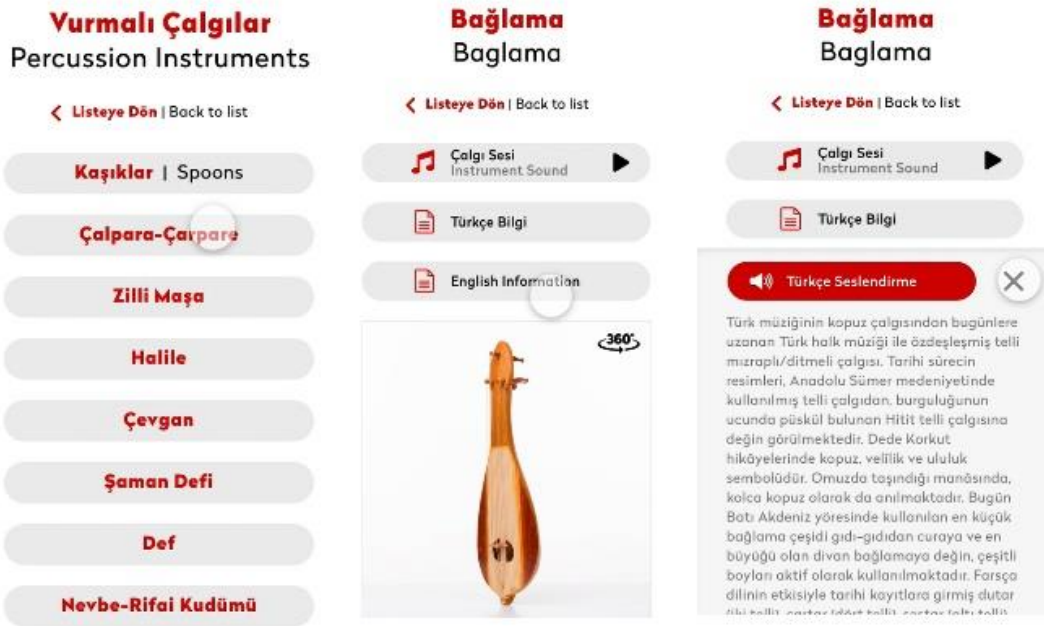 Vurmalı Çalgılar
Percussion Instruments
Listeye Dön | Back to list
Kaşıklar | Spoons
Çalpara-Çarpare
Zilli Maşa
Halile
Çevgan
Şaman Defi
Def
Nevbe-Rifai Kudümü
Bağlama
Baglama
Listeye Dön | Back to list
Çalgı Sesi
Instrument Sound
Türkçe Bilgi
English Information
360°
Bağlama
Baglama
Listeye Dön | Back to list
Çalgı Sesi
Instrument Sound
Türkçe Bilgi
Türkçe Seslendirme
Türk müziğinin kopuz çalgısından bugünlere
uzanan Türk halk müziği ile özdeşleşmiş telli
mızraplı/ditmeli çalgısı. Tarihi sürecin
resimleri, Anadolu Sümer medeniyetinde
kullanılmış telli çalgıdan, burguluğunun
ucunda püskül bulunan Hitit telli çalgısına
değin görülmektedir. Dede Korkut
hikâyelerinde kopuz, velilik ve ululuk
sembolüdür. Omuzda taşındığı manâsında,
kolca kopuz olarak da anılmaktadır. Bugün
Batı Akdeniz yöresinde kullanılan en küçük
bağlama çeşidi gıdı-gıdıdan curaya ve en
büyüğü olan divan bağlamaya değin, çeşitli
boyları aktif olarak kullanılmaktadır. Farsça
dilinin etkisiyle tarihi kayıtlara girmiş dutar